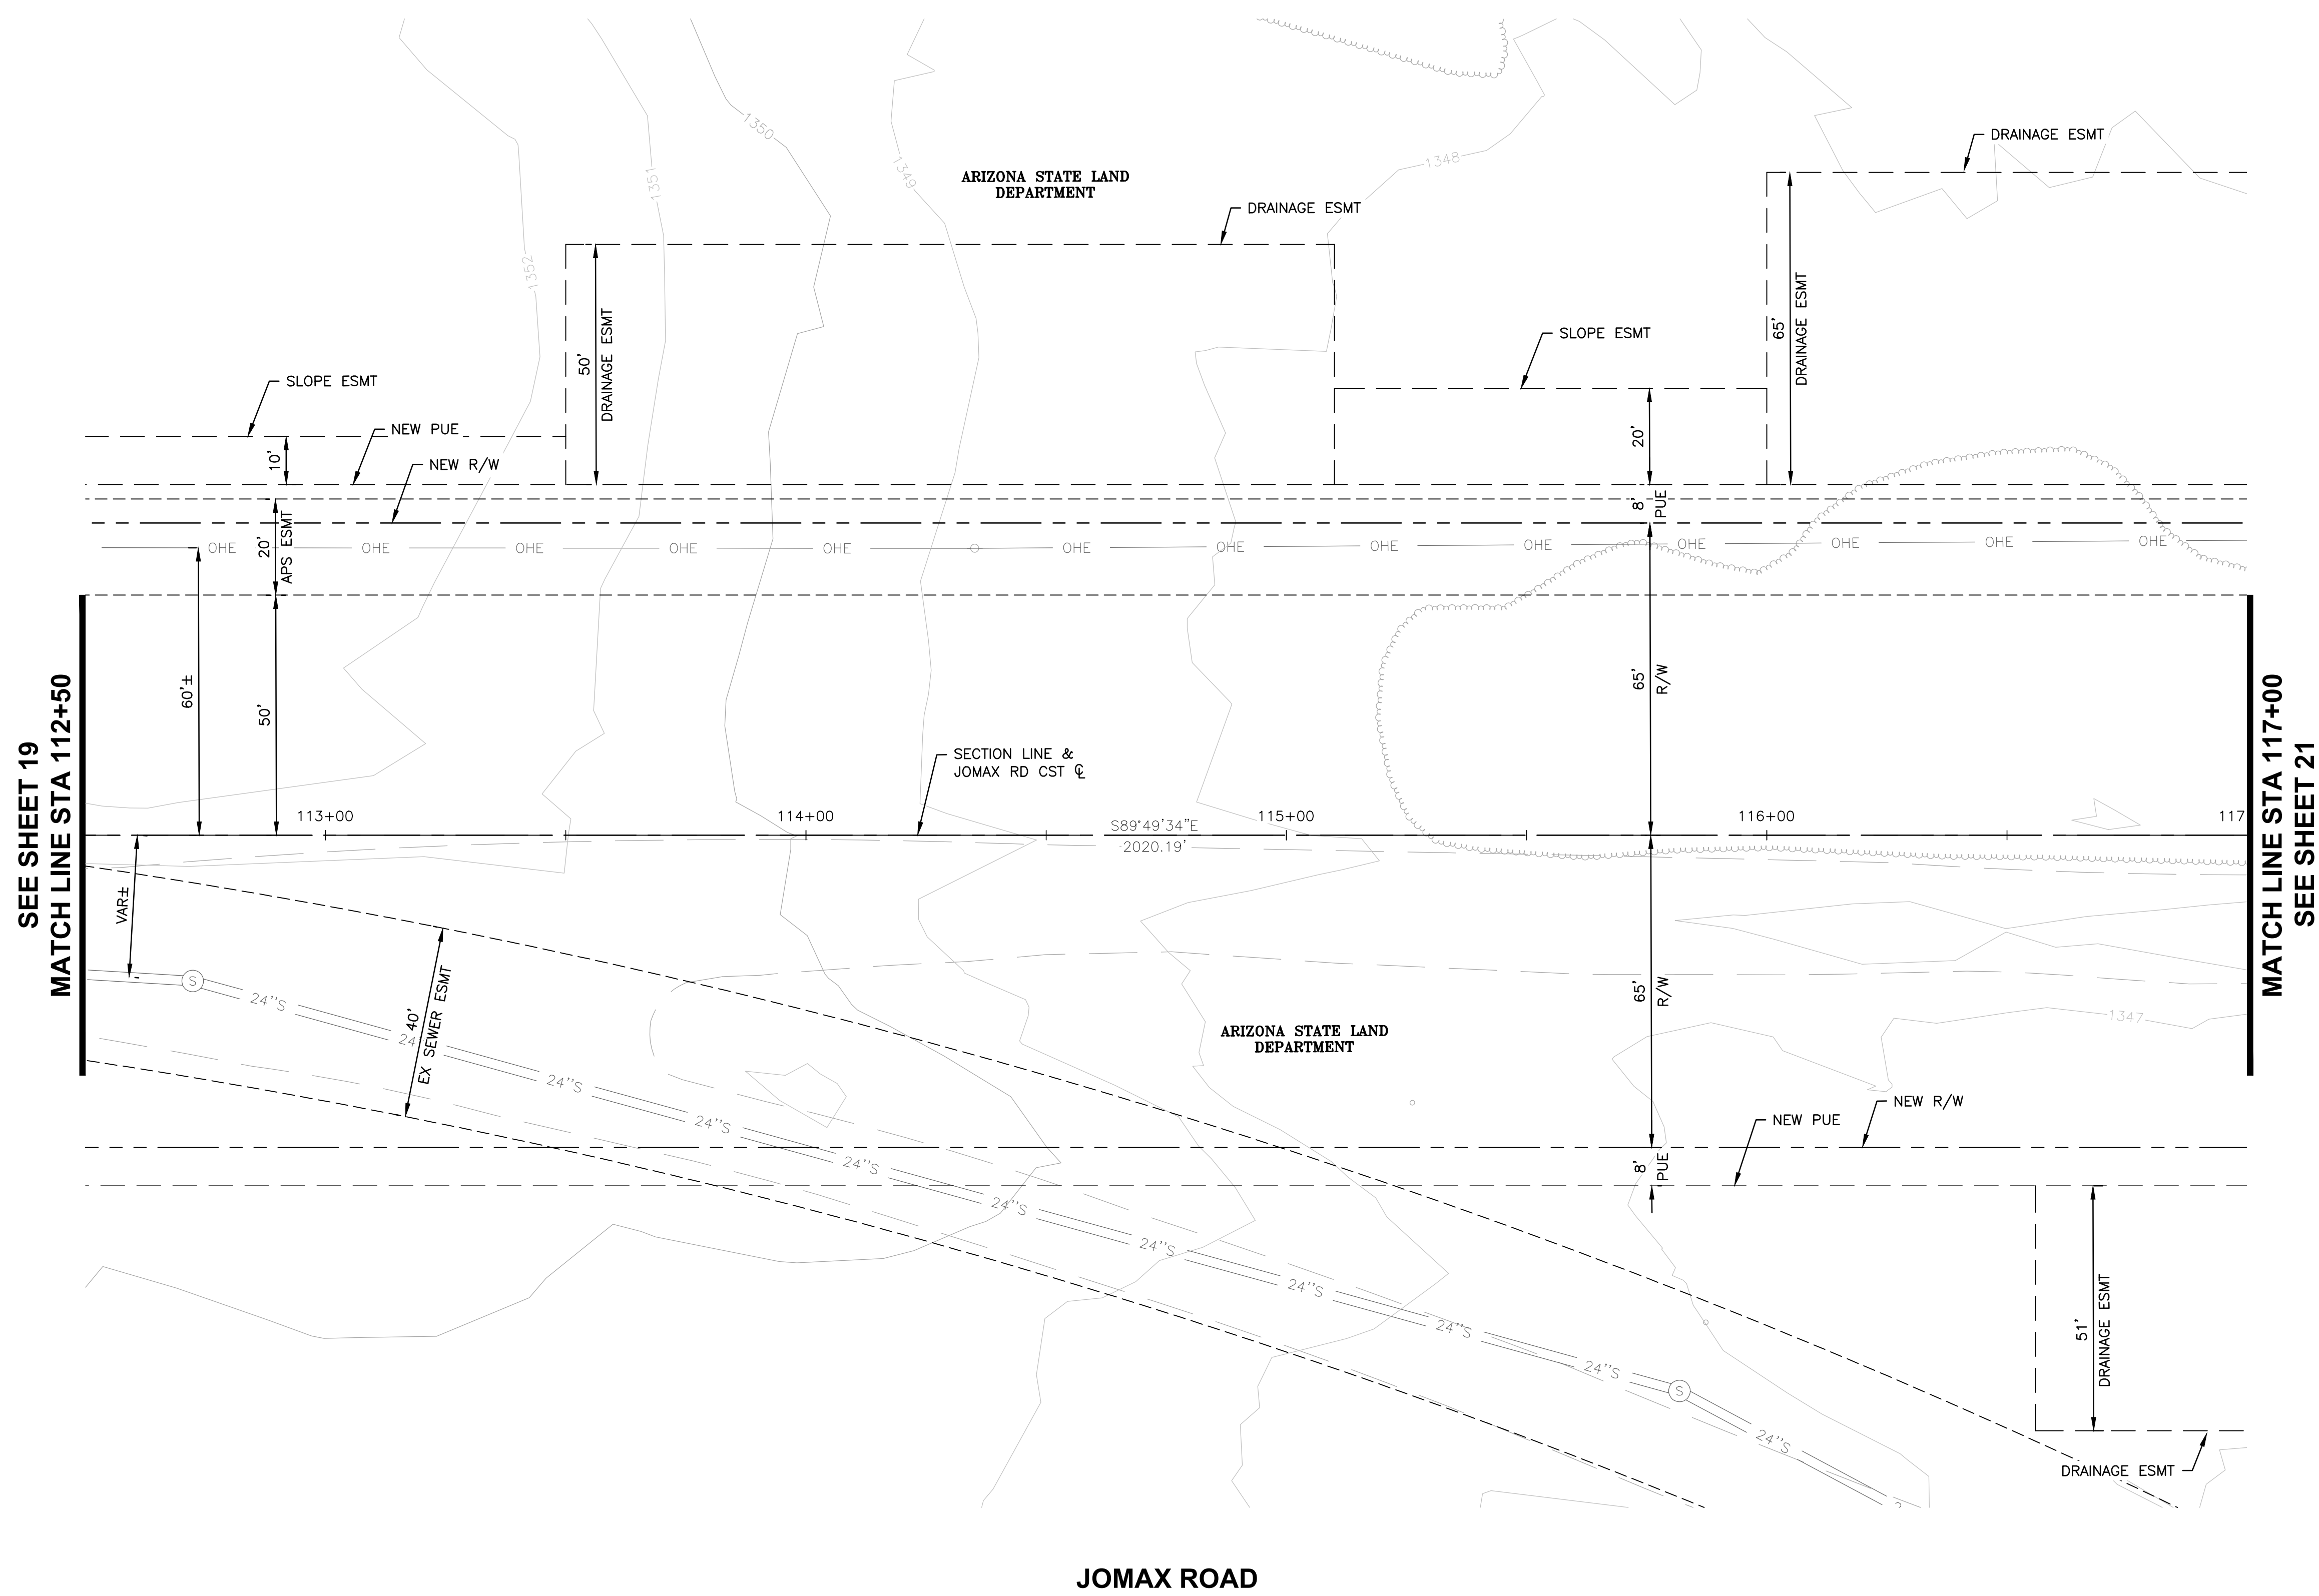 DRAINAGE ESMT
1350
1351
1349
1348
ARIZONA STATE LAND
DEPARTMENT
DRAINAGE ESMT
1352
65'
DRAINAGE ESMT
50'
DRAINAGE ESMT
SLOPE ESMT
SLOPE ESMT
20'
NEW PUE
10'
NEW R/W
8'
PUE
20'
APS ESMT
OHE OHE OHE OHE OHE OHE OHE OHE OHE OHE OHE OHE OHE
60'±
50'
65'
R/W
SEE SHEET 19
MATCH LINE STA 112+50
MATCH LINE STA 117+00
SEE SHEET 21
SECTION LINE &
JOMAX RD CST ℄
113+00 114+00 115+00 116+00 117
S89°49'34"E
2020.19'
VAR±
24"S
24
40'
EX SEWER ESMT
65'
R/W
1347
ARIZONA STATE LAND
DEPARTMENT
24"S
24"S
24"S
24"S
24"S
24"S
24"S
24"S
24"S
2
S
S
NEW R/W
NEW PUE
8'
PUE
51'
DRAINAGE ESMT
DRAINAGE ESMT
JOMAX ROAD